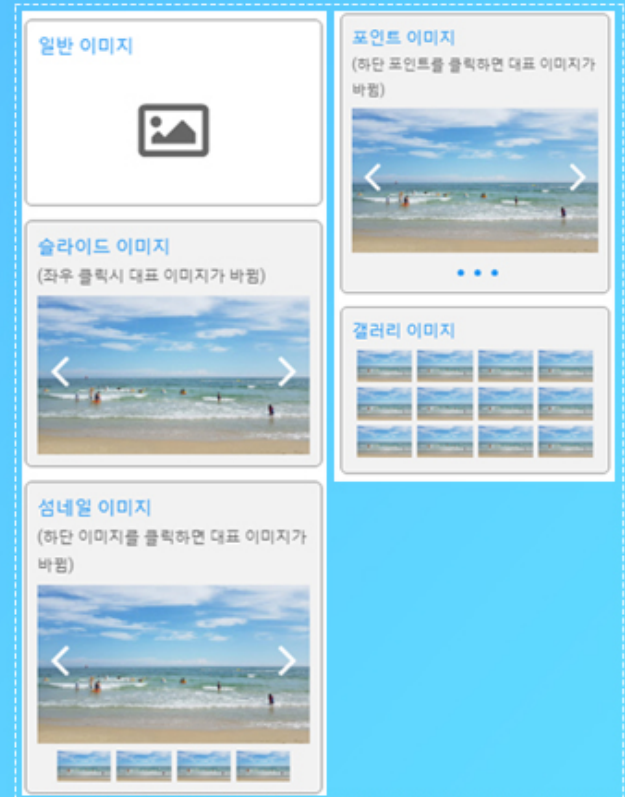 일반 이미지
슬라이드 이미지
(좌우 클릭시 대표 이미지가 바뀜)
섬네일 이미지
(하단 이미지를 클릭하면 대표 이미지가
바뀜)
포인트 이미지
(하단 포인트를 클릭하면 대표 이미지가
바뀜)
갤러리 이미지